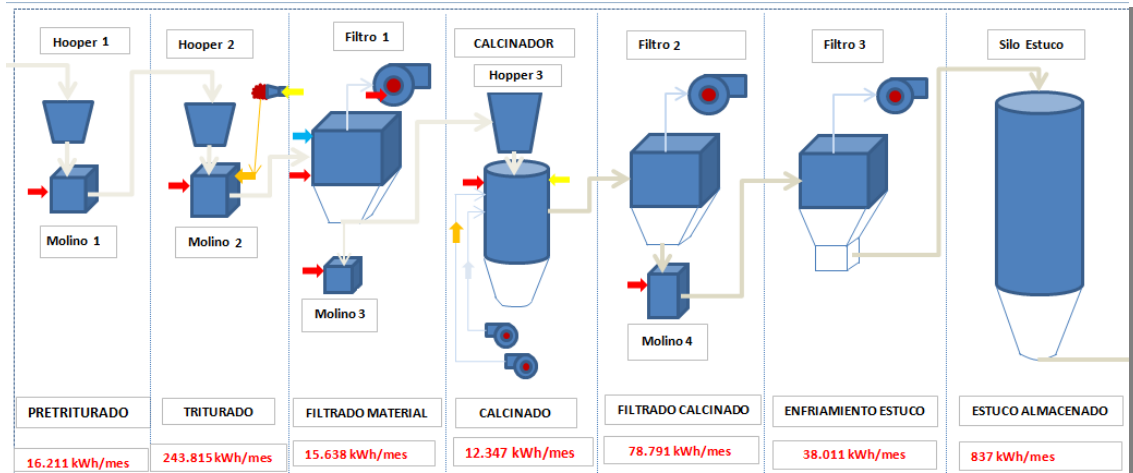 Hooper 1
Hooper 2
Filtro 1
CALCINADOR
Hopper 3
Filtro 2
Filtro 3
Silo Estuco
Molino 1
Molino 2
Molino 3
Molino 4
PRETRITURADO
TRITURADO
FILTRADO MATERIAL
CALCINADO
FILTRADO CALCINADO
ENFRIAMIENTO ESTUCO
ESTUCO ALMACENADO
16.211 kWh/mes
243.815 kWh/mes
15.638 kWh/mes
12.347 kWh/mes
78.791 kWh/mes
38.011 kWh/mes
837 kWh/mes